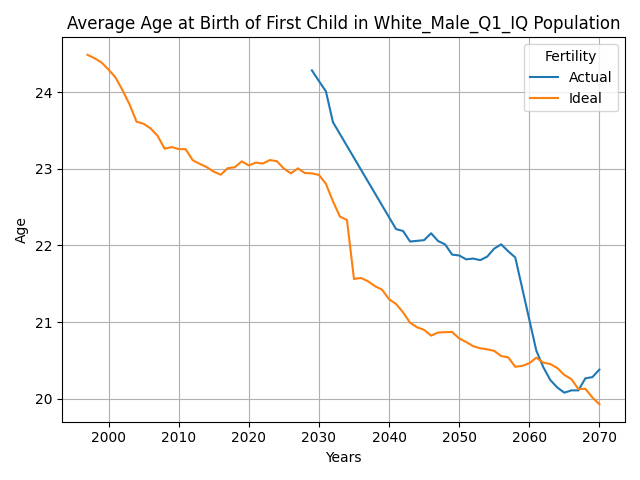 Average Age at Birth of First Child in White_Male_Q1_IQ Population
Fertility
Actual
Ideal
Age
24
23
22
21
20
2000
2010
2020
2030
2040
2050
2060
2070
Years